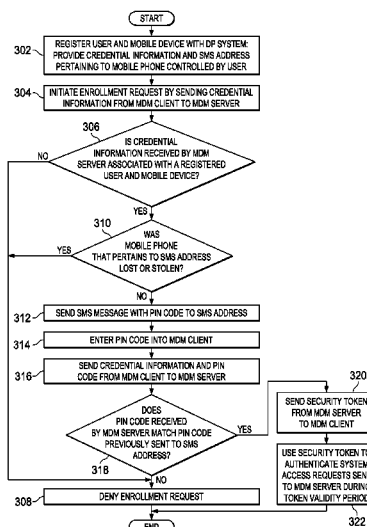 START
302
REGISTER USER AND MOBILE DEVICE WITH DP SYSTEM:
PROVIDE CREDENTIAL INFORMATION AND SMS ADDRESS
PERTAINING TO MOBILE PHONE CONTROLLED BY USER
304
INITIATE ENROLLMENT REQUEST BY SENDING CREDENTIAL
INFORMATION FROM MDM CLIENT TO MDM SERVER
306
IS CREDENTIAL
INFORMATION RECEIVED BY MDM
SERVER ASSOCIATED WITH A REGISTERED
USER AND MOBILE DEVICE?
NO
YES
310
WAS
MOBILE PHONE
THAT PERTAINS TO SMS ADDRESS
LOST OR STOLEN?
YES
NO
312
SEND SMS MESSAGE WITH PIN CODE TO SMS ADDRESS
314
ENTER PIN CODE INTO MDM CLIENT
316
SEND CREDENTIAL INFORMATION AND PIN
CODE FROM MDM CLIENT TO MDM SERVER
DOES
PIN CODE RECEIVED
BY MDM SERVER MATCH PIN CODE
PREVIOUSLY SENT TO SMS
ADDRESS?
318
YES
NO
320
SEND SECURITY TOKEN
FROM MDM SERVER
TO MDM CLIENT
USE SECURITY TOKEN TO
AUTHENTICATE SYSTEM
ACCESS REQUESTS SENT
TO MDM SERVER DURING
TOKEN VALIDITY PERIOD
322
308
DENY ENROLLMENT REQUEST
END